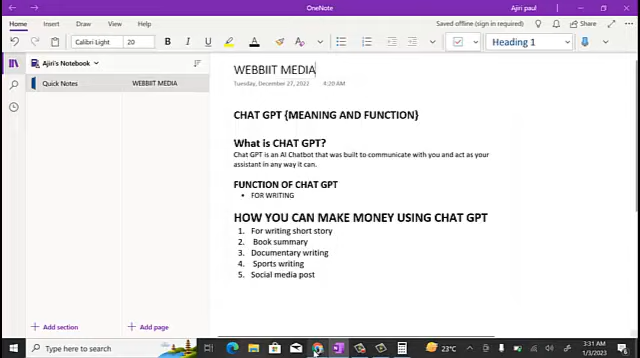 OneNote
Ajiri paul
Home Insert Draw View Help
Saved offline (sign in required)
Share
Calibri Light 20 B I U A Heading 1
Ajiri's Notebook
Quick Notes
WEBBIIT MEDIA
WEBBIIT MEDIA
Tuesday, December 27, 2022 4:20 AM
CHAT GPT {MEANING AND FUNCTION}
What is CHAT GPT?
Chat GPT is an AI Chatbot that was built to communicate with you and act as your
assistant in any way it can.
FUNCTION OF CHAT GPT
• FOR WRITING
HOW YOU CAN MAKE MONEY USING CHAT GPT
1. For writing short story
2. Book summary
3. Documentary writing
4. Sports writing
5. Social media post
+ Add section + Add page
Type here to search
23°C
3:31 AM
1/3/2023